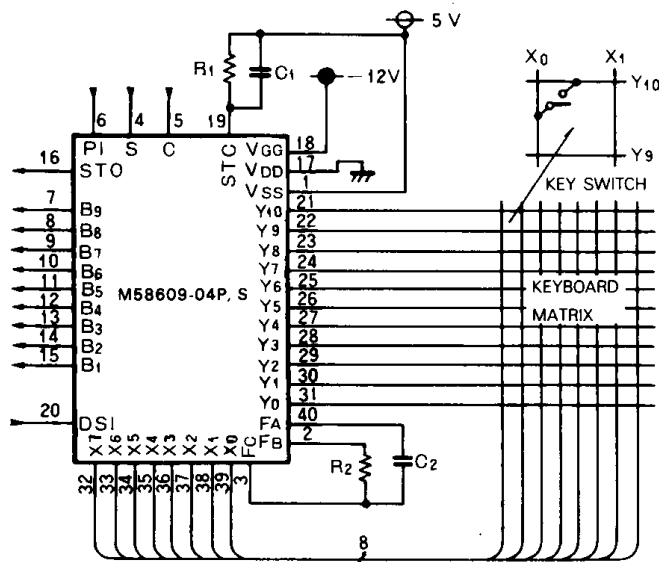 5 V
R1
C1
-12V
X0 X1
Y10
Y9
KEY SWITCH
6 4 5 19
PI S C STC
16 STO
7 B9
8 B8
9 B7
10 B6
11 B5
12 B4
13 B3
14 B2
15 B1
20 DSI
M58609-04P, S
VGG 18
VDD 17
VSS 1
Y10 21
Y9 22
Y8 23
Y7 24
Y6 25
Y5 26
Y4 27
Y3 28
Y2 29
Y1 30
Y0 31
FA 40
FB 2
KEYBOARD
MATRIX
X7 X6 X5 X4 X3 X2 X1 X0 FC
32 33 34 35 36 37 38 39 3
R2
C2
8